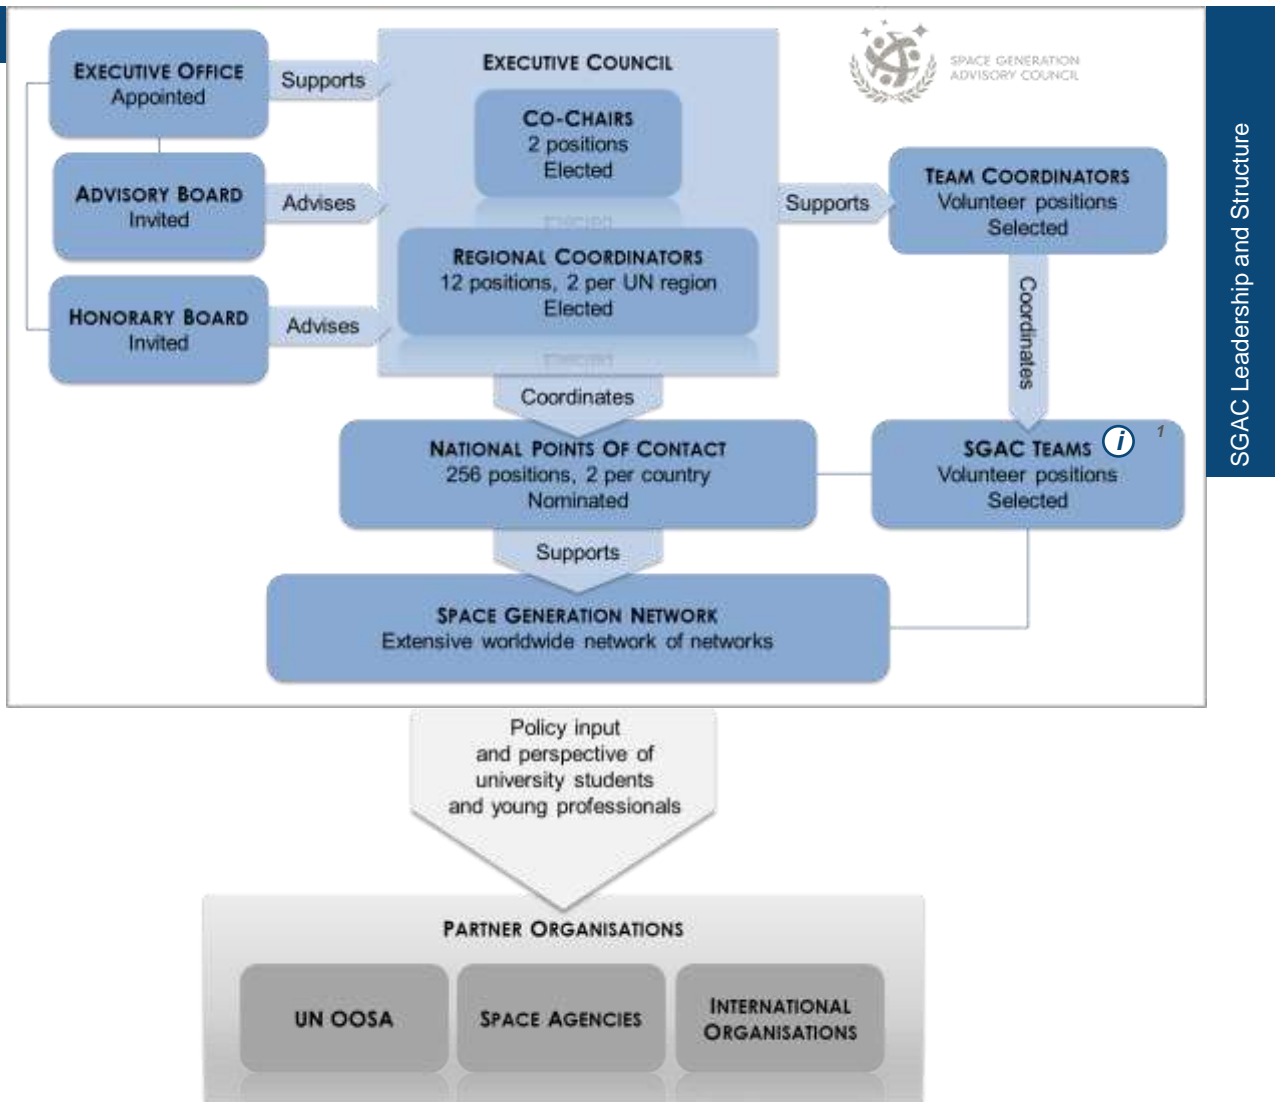 EXECUTIVE OFFICE
Appointed
Supports
ADVISORY BOARD
Invited
Advises
HONORARY BOARD
Invited
Advises
EXECUTIVE COUNCIL
CO-CHAIRS
2 positions
Elected
REGIONAL COORDINATORS
12 positions, 2 per UN region
Elected
SPACE GENERATION
ADVISORY COUNCIL
Supports
TEAM COORDINATORS
Volunteer positions
Selected
Coordinates
Coordinates
NATIONAL POINTS OF CONTACT
256 positions, 2 per country
Nominated
SGAC TEAMS i 1
Volunteer positions
Selected
Supports
SPACE GENERATION NETWORK
Extensive worldwide network of networks
SGAC Leadership and Structure
Policy input
and perspective of
university students
and young professionals
PARTNER ORGANISATIONS
UN OOSA
SPACE AGENCIES
INTERNATIONAL
ORGANISATIONS